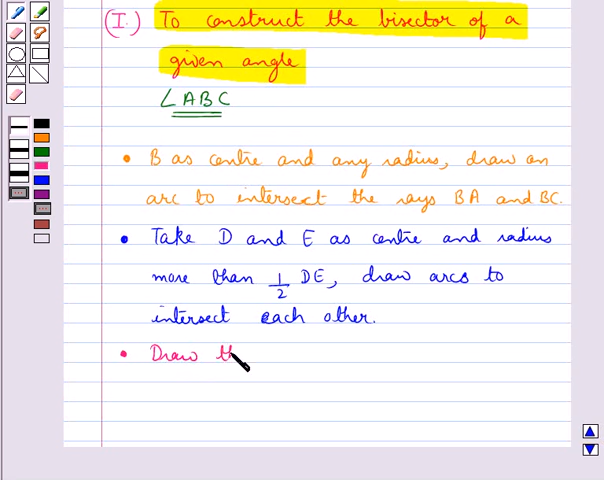 (I.) To construct the bisector of a
given angle
∠ABC
• B as centre and any radius, draw an
arc to intersect the rays BA and BC.
• Take D and E as centre and radius
more than 1/2 DE, draw arcs to
intersect each other.
• Draw th